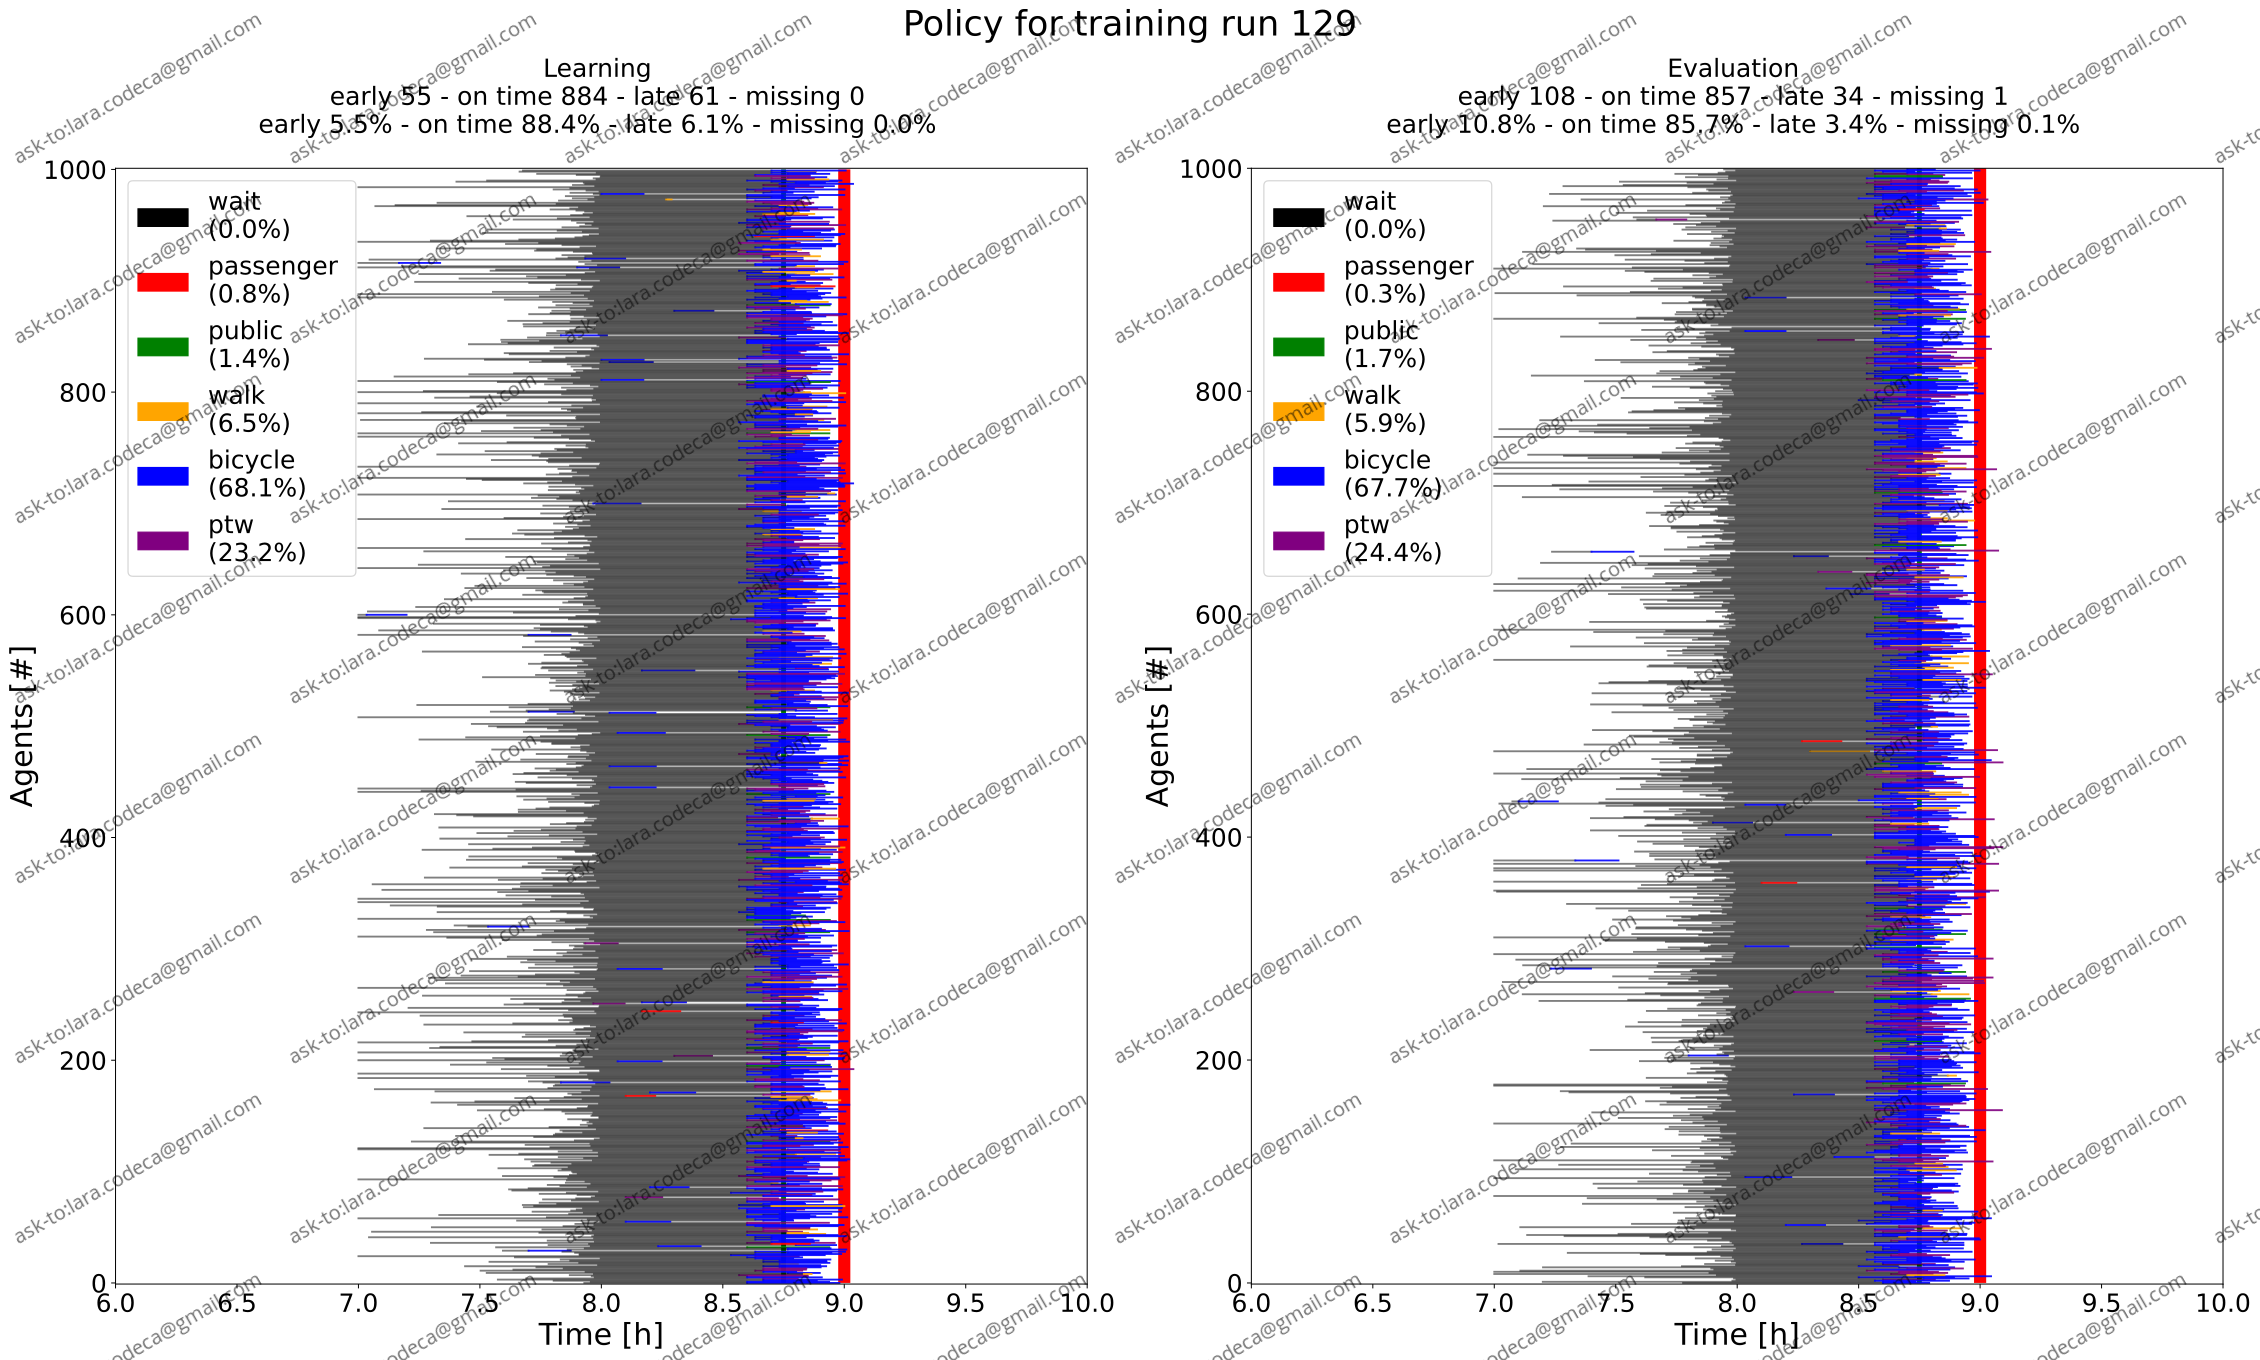 Policy for training run 129
Learning
early 55 - on time 884 - late 61 - missing 0
early 5.5% - on time 88.4% - late 6.1% - missing 0.0%
Evaluation
early 108 - on time 857 - late 34 - missing 1
early 10.8% - on time 85.7% - late 3.4% - missing 0.1%
ask-to:lara.codeca@gmail.com
wait
(0.0%)
passenger
(0.8%)
public
(1.4%)
walk
(6.5%)
bicycle
(68.1%)
ptw
(23.2%)
Agents [#]
1000
800
600
400
200
0
6.0 6.5 7.0 7.5 8.0 8.5 9.0 9.5 10.0
Time [h]
wait
(0.0%)
passenger
(0.3%)
public
(1.7%)
walk
(5.9%)
bicycle
(67.7%)
ptw
(24.4%)
Agents [#]
1000
800
600
400
200
0
6.0 6.5 7.0 7.5 8.0 8.5 9.0 9.5 10.0
Time [h]